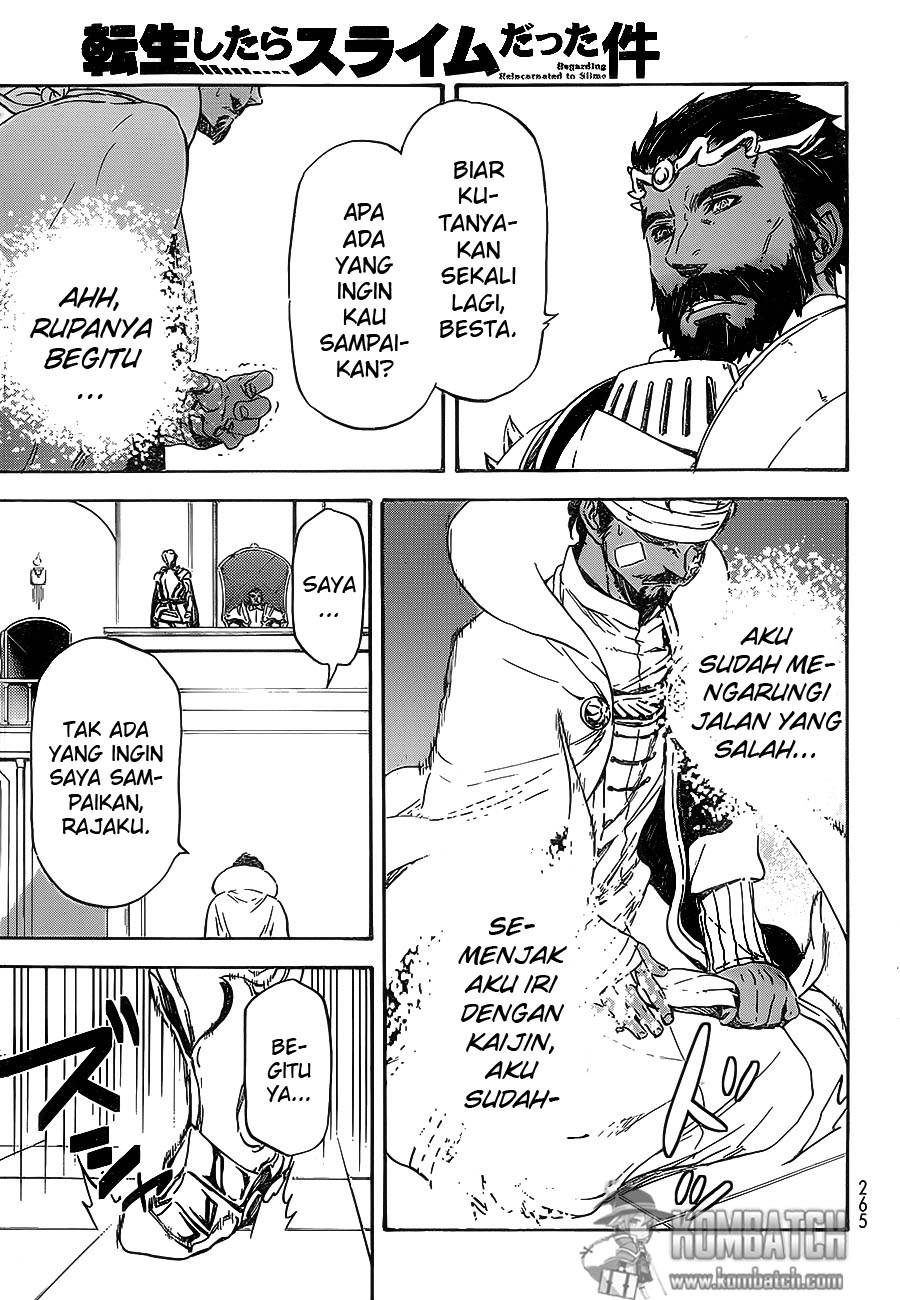 転生したらスライムだった件
Regarding
Reincarnated to Slime
BIAR
KU-
TANYA-
KAN
SEKALI
LAGI,
BESTA.
APA
ADA
YANG
INGIN
KAU
SAMPAI-
KAN?
AHH,
RUPANYA
BEGITU
...
AKU
SUDAH ME-
NGARUNGI
JALAN YANG
SALAH...
SE-
MENJAK
AKU IRI
DENGAN
KAIJIN,
AKU
SUDAH-
SAYA
...
TAK ADA
YANG INGIN
SAYA SAM-
PAIKAN,
RAJAKU.
BE-
GITU
YA...
265
KOMBATCH
www.kombatch.com